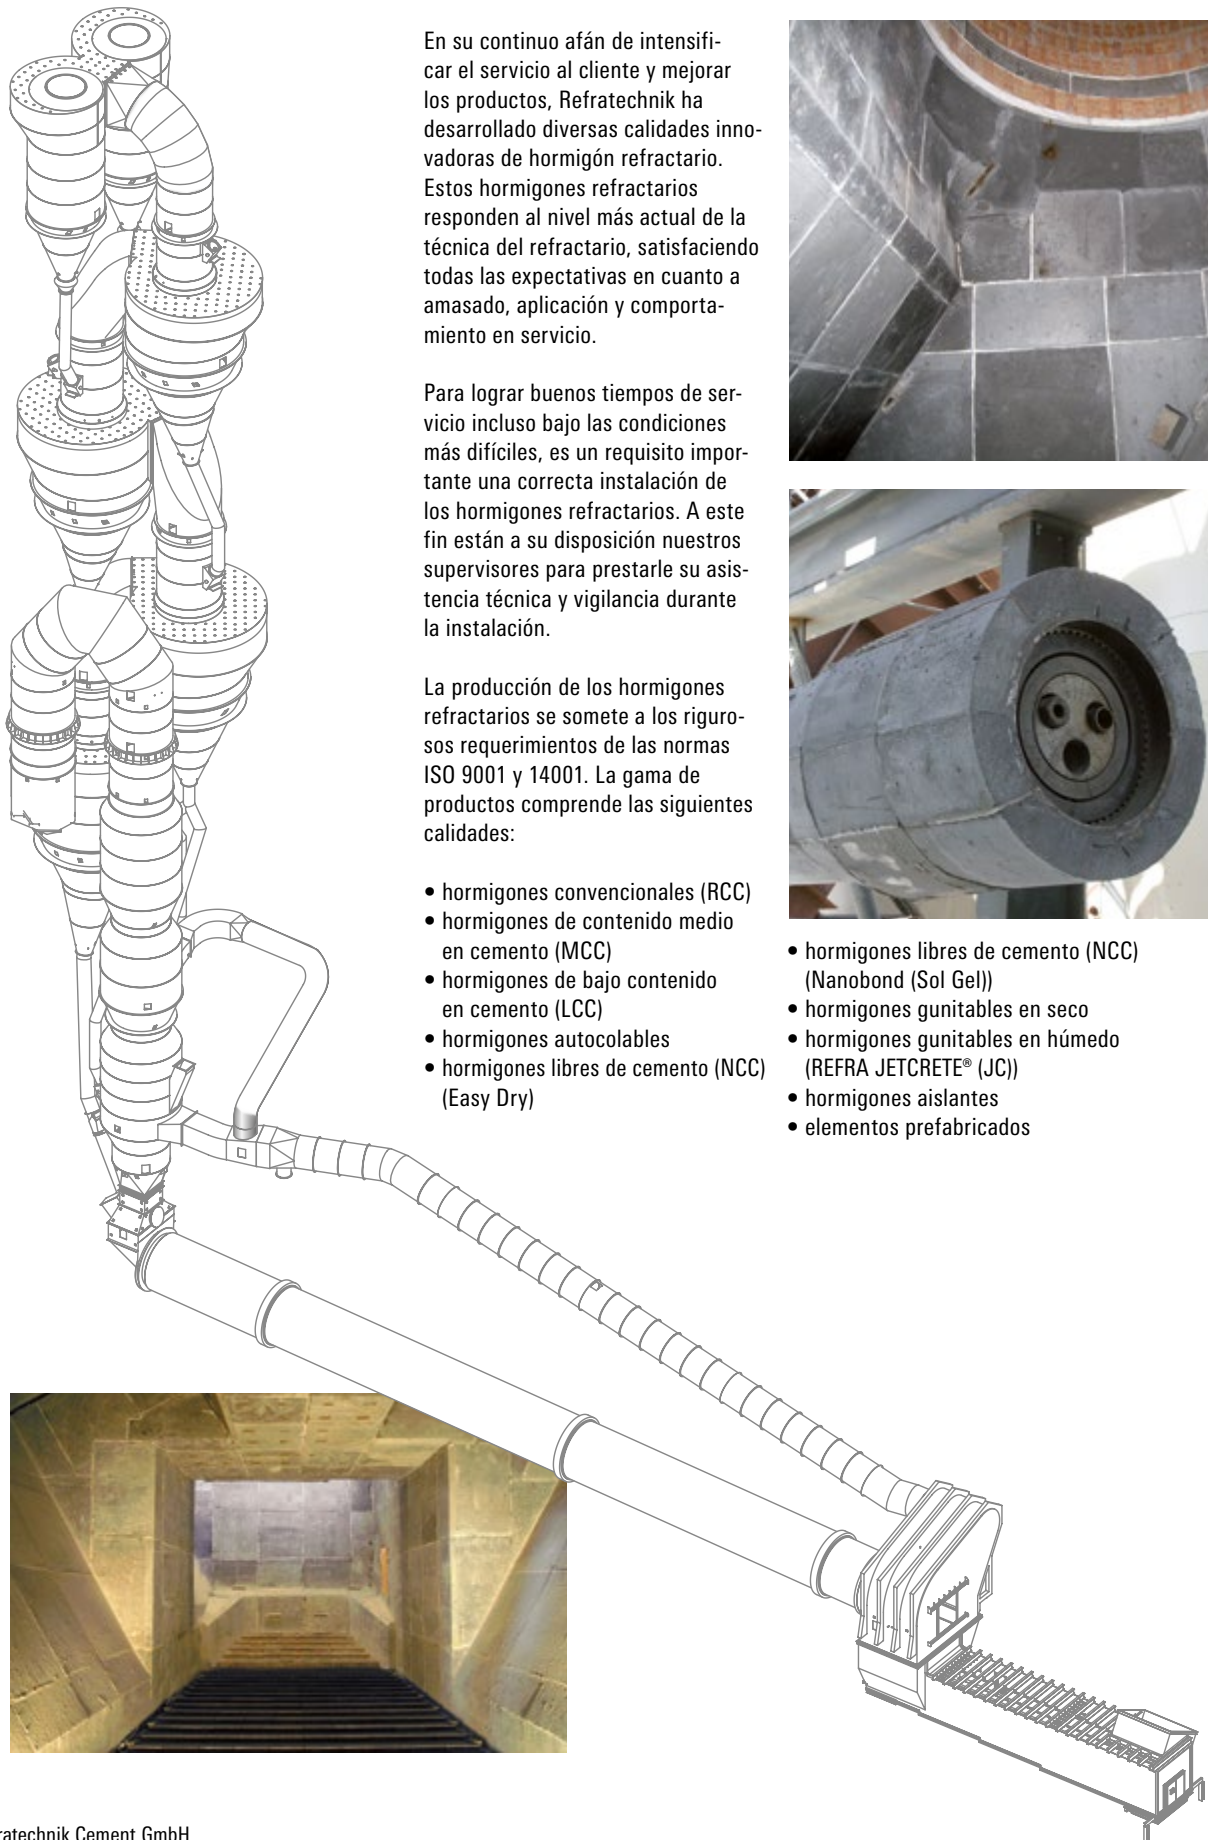 En su continuo afán de intensifi-
car el servicio al cliente y mejorar
los productos, Refratechnik ha
desarrollado diversas calidades inno-
vadoras de hormigón refractario.
Estos hormigones refractarios
responden al nivel más actual de la
técnica del refractario, satisfaciendo
todas las expectativas en cuanto a
amasado, aplicación y comporta-
miento en servicio.
Para lograr buenos tiempos de ser-
vicio incluso bajo las condiciones
más difíciles, es un requisito impor-
tante una correcta instalación de
los hormigones refractarios. A este
fin están a su disposición nuestros
supervisores para prestarle su asis-
tencia técnica y vigilancia durante
la instalación.
La producción de los hormigones
refractarios se somete a los riguro-
sos requerimientos de las normas
ISO 9001 y 14001. La gama de
productos comprende las siguientes
calidades:
• hormigones convencionales (RCC)
• hormigones de contenido medio
en cemento (MCC)
• hormigones de bajo contenido
en cemento (LCC)
• hormigones autocolables
• hormigones libres de cemento (NCC)
(Easy Dry)
• hormigones libres de cemento (NCC)
(Nanobond (Sol Gel))
• hormigones gunitables en seco
• hormigones gunitables en húmedo
(REFRA JETCRETE® (JC))
• hormigones aislantes
• elementos prefabricados
ratechnik Cement GmbH